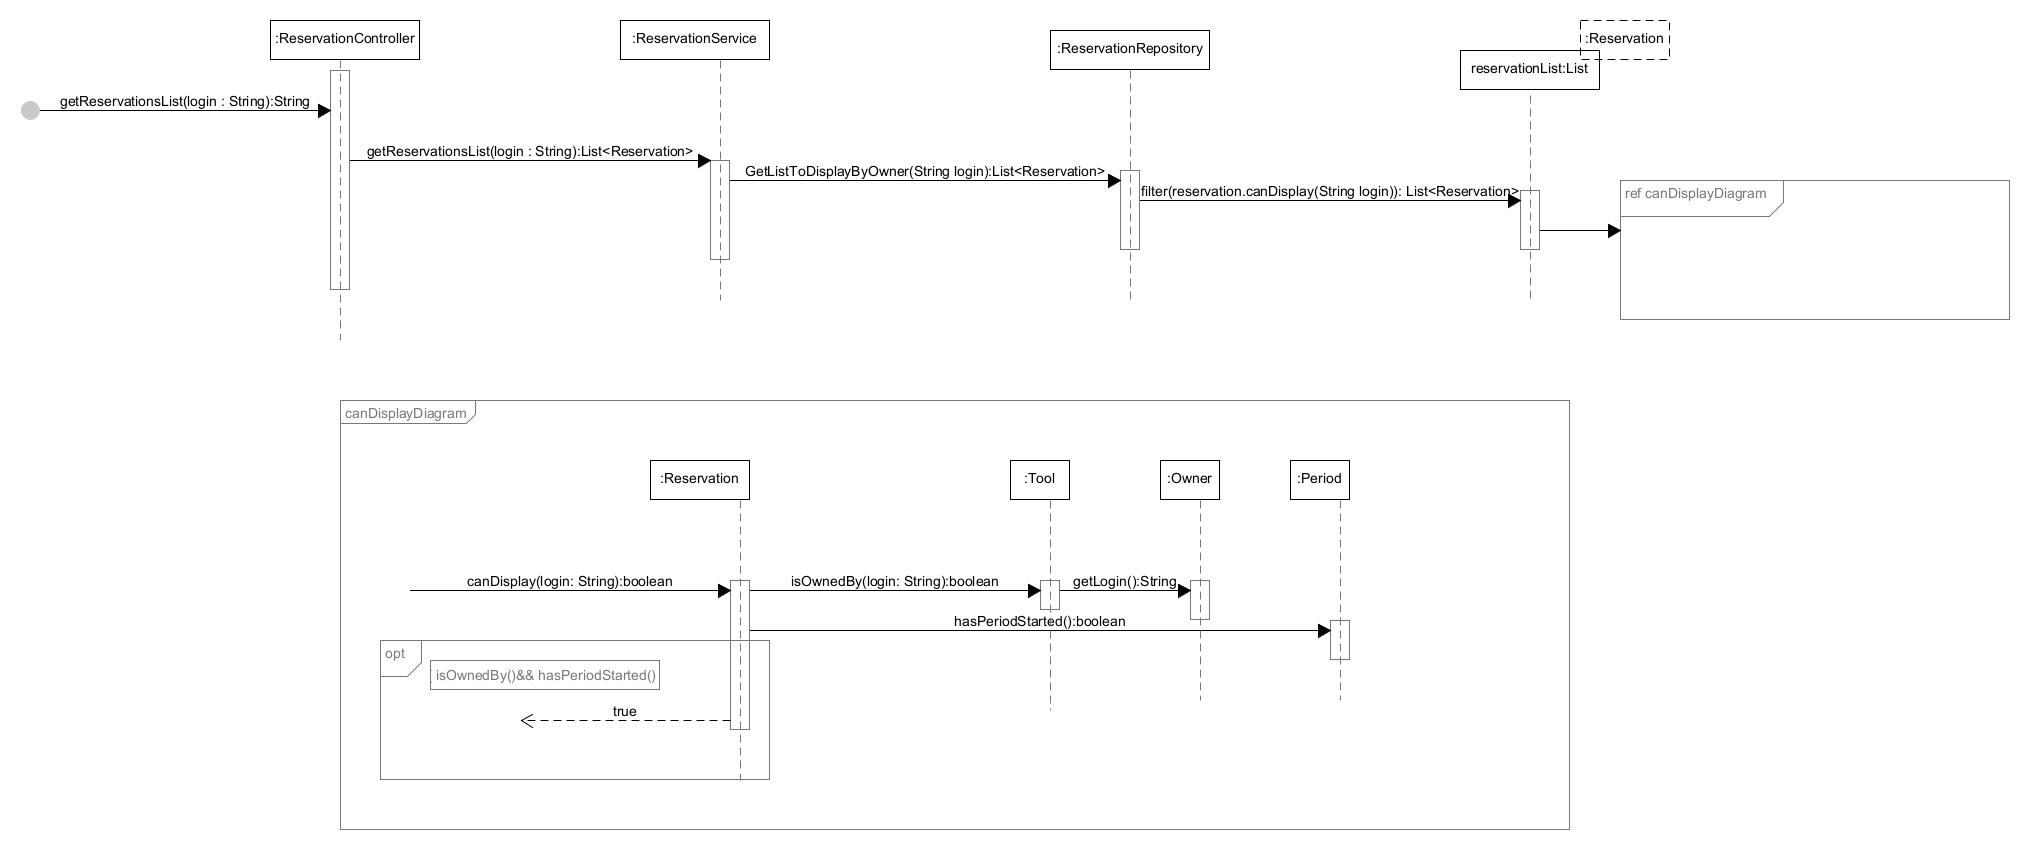 :ReservationController
:ReservationService
:ReservationRepository
:Reservation
reservationList:List
getReservationsList(login : String):String
getReservationsList(login : String):List<Reservation>
GetListToDisplayByOwner(String login):List<Reservation>
filter(reservation.canDisplay(String login)): List<Reservation>
ref canDisplayDiagram
canDisplayDiagram
:Reservation
:Tool
:Owner
:Period
canDisplay(login: String):boolean
isOwnedBy(login: String):boolean
getLogin():String
hasPeriodStarted():boolean
opt
isOwnedBy()&& hasPeriodStarted()
true